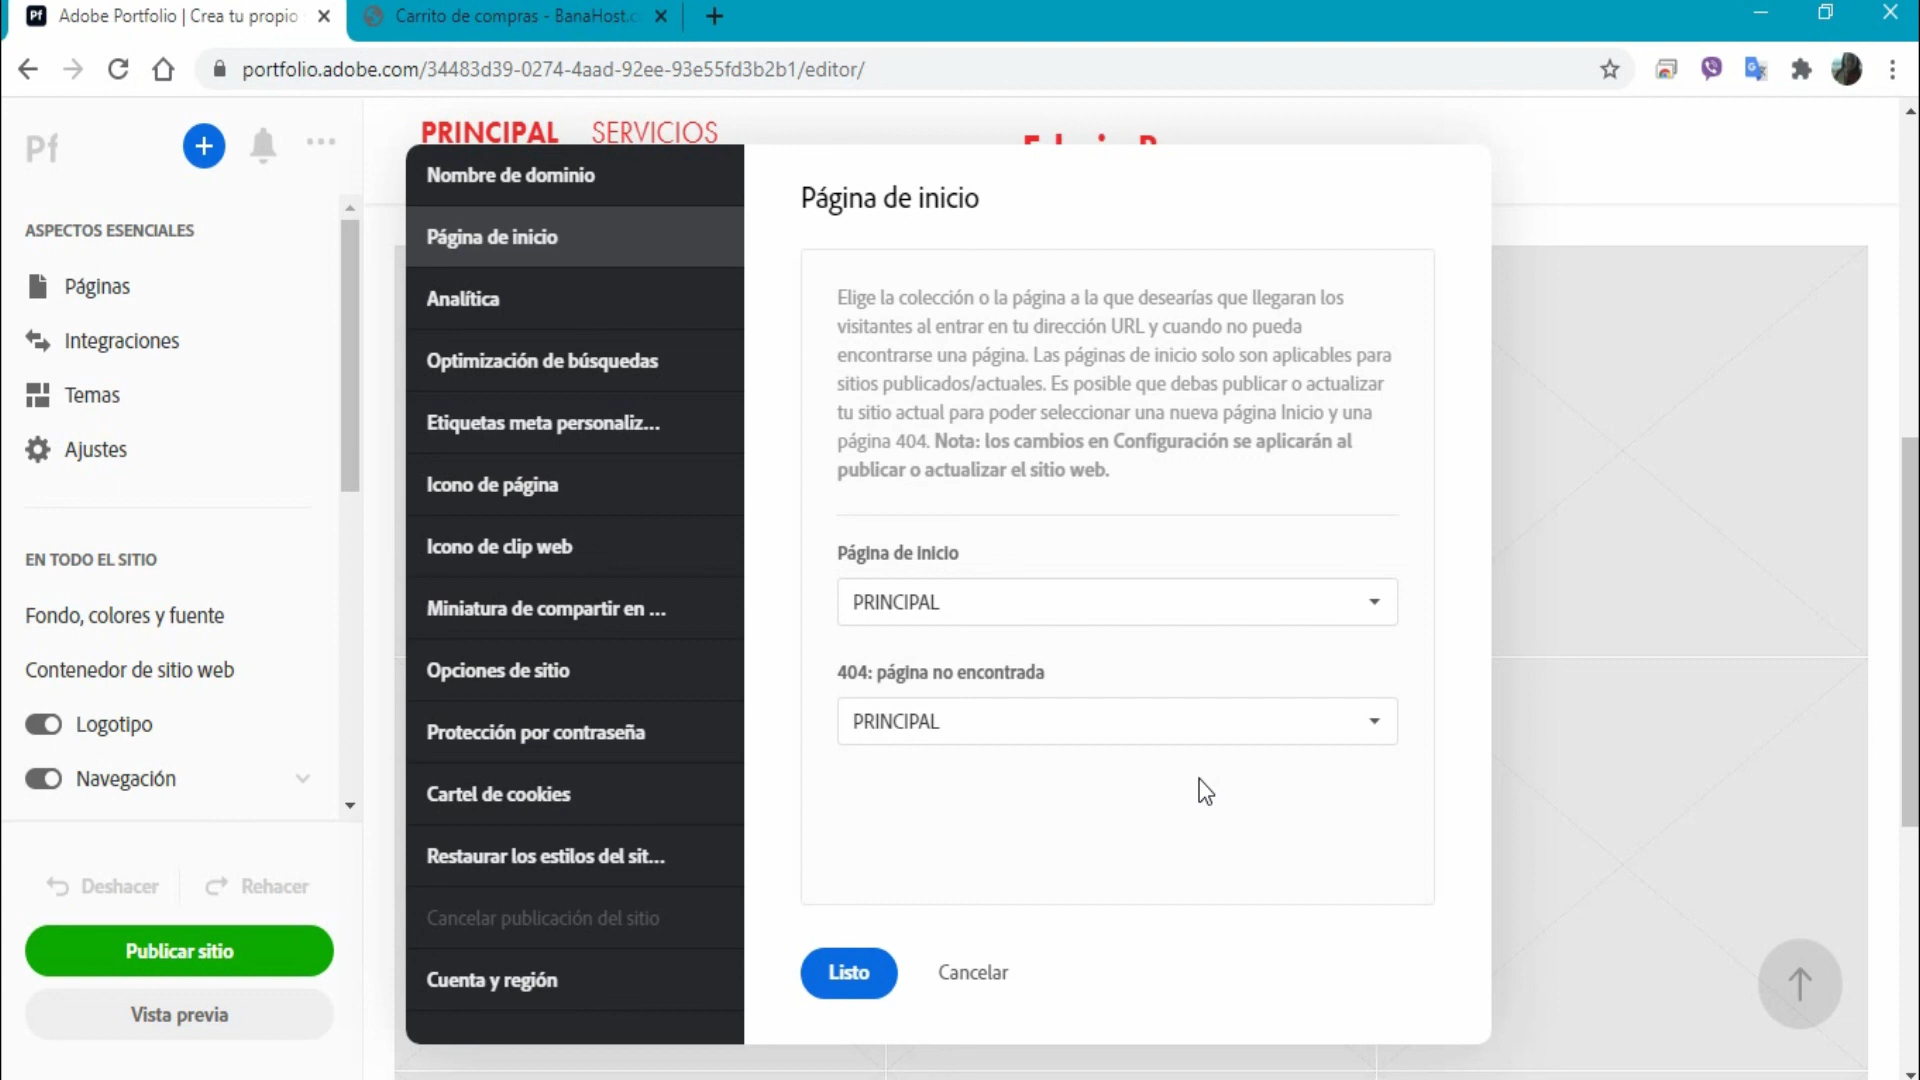 Adobe Portfolio | Crea tu propio
Carrito de compras - BanaHost.c
portfolio.adobe.com/34483d39-0274-4aad-92ee-93e55fd3b2b1/editor/
Pf
ASPECTOS ESENCIALES
Páginas
Integraciones
Temas
Ajustes
EN TODO EL SITIO
Fondo, colores y fuente
Contenedor de sitio web
Logotipo
Navegación
Deshacer
Rehacer
Publicar sitio
Vista previa
PRINCIPAL SERVICIOS
Nombre de dominio
Página de inicio
Analítica
Optimización de búsquedas
Etiquetas meta personaliz...
Icono de página
Icono de clip web
Miniatura de compartir en ...
Opciones de sitio
Protección por contraseña
Cartel de cookies
Restaurar los estilos del sit...
Cancelar publicación del sitio
Cuenta y región
Página de inicio
Elige la colección o la página a la que desearías que llegaran los
visitantes al entrar en tu dirección URL y cuando no pueda
encontrarse una página. Las páginas de inicio solo son aplicables para
sitios publicados/actuales. Es posible que debas publicar o actualizar
tu sitio actual para poder seleccionar una nueva página Inicio y una
página 404. Nota: los cambios en Configuración se aplicarán al
publicar o actualizar el sitio web.
Página de inicio
PRINCIPAL
404: página no encontrada
PRINCIPAL
Listo
Cancelar